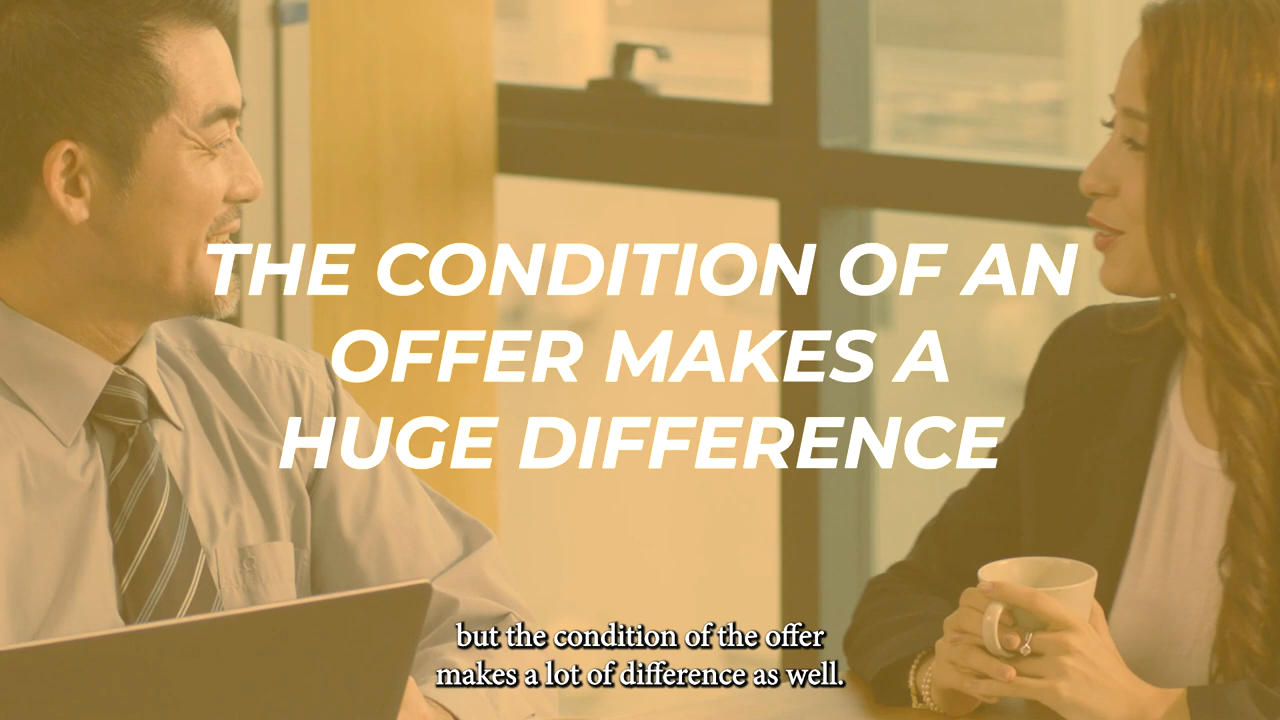 THE CONDITION OF AN
OFFER MAKES A
HUGE DIFFERENCE
but the condition of the offer
makes a lot of difference as well.